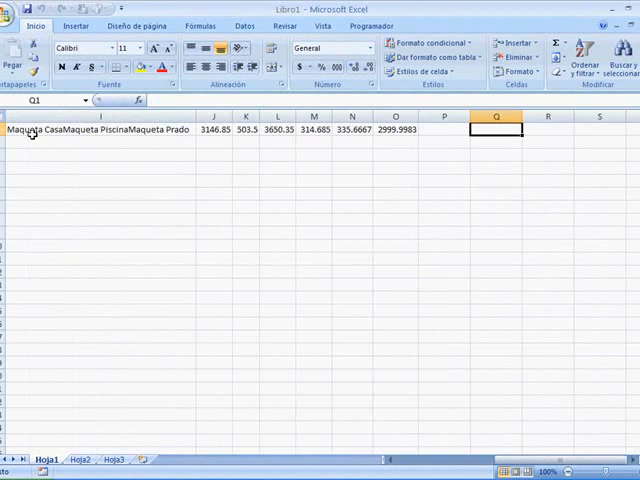 Libro1 - Microsoft Excel
Inicio Insertar Diseño de página Fórmulas Datos Revisar Vista Programador
Pegar
Calibri 11
General
Formato condicional
Dar formato como tabla
Estilos de celda
Insertar
Eliminar
Formato
Ordenar
y filtrar
Buscar y
seleccionar
Fuente Alineación Número Estilos Celdas Modificar
Q1 fx
I J K L M N O P Q R S
Maqueta CasaMaqueta PiscinaMaqueta Prado 3146.85 503.5 3650.35 314.685 335.6667 2999.9983
Hoja1 Hoja2 Hoja3
100%